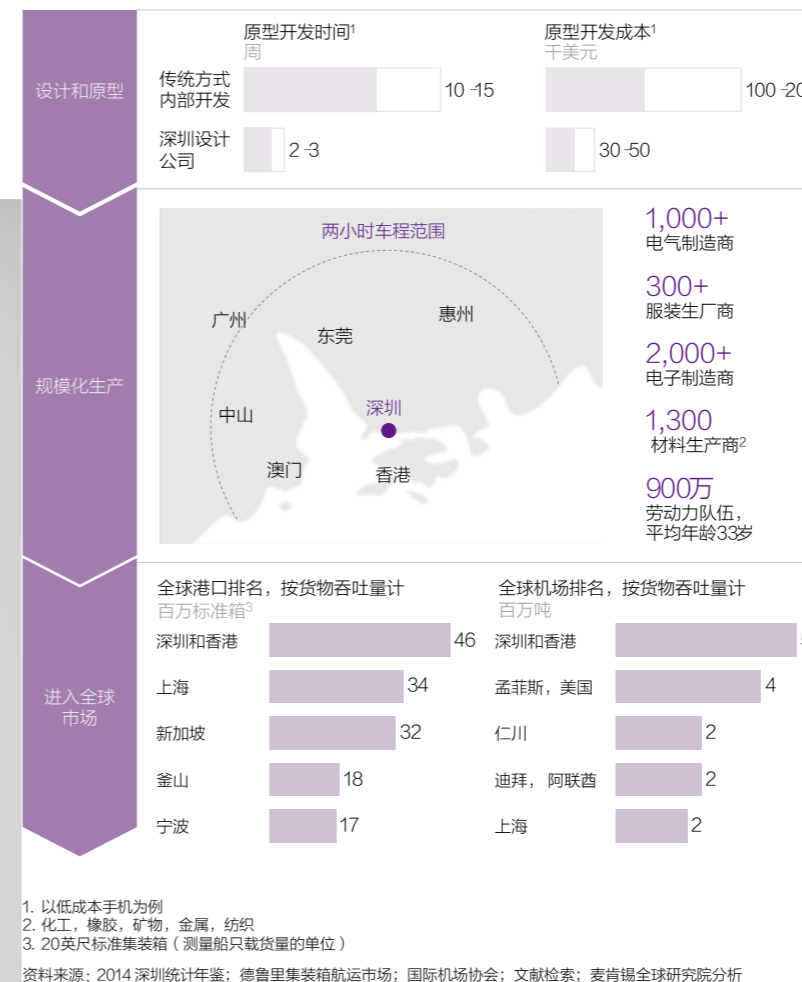 设计和原型
原型开发时间1
周
原型开发成本1
千美元
传统方式
内部开发
10 -15
100 -20
深圳设计
公司
2 -3
30 -50
规模化生产
两小时车程范围
广州
东莞
惠州
中山
深圳
澳门
香港
1,000+
电气制造商
300+
服装生厂商
2,000+
电子制造商
1,300
材料生产商2
900万
劳动力队伍,
平均年龄33岁
进入全球
市场
全球港口排名，按货物吞吐量计
百万标准箱3
深圳和香港 46
上海 34
新加坡 32
釜山 18
宁波 17
全球机场排名，按货物吞吐量计
百万吨
深圳和香港
孟菲斯，美国 4
仁川 2
迪拜， 阿联酋 2
上海 2
1. 以低成本手机为例
2. 化工，橡胶，矿物，金属，纺织
3. 20英尺标准集装箱（测量船只载货量的单位）
资料来源：2014 深圳统计年鉴；德鲁里集装箱航运市场；国际机场协会；文献检索；麦肯锡全球研究院分析